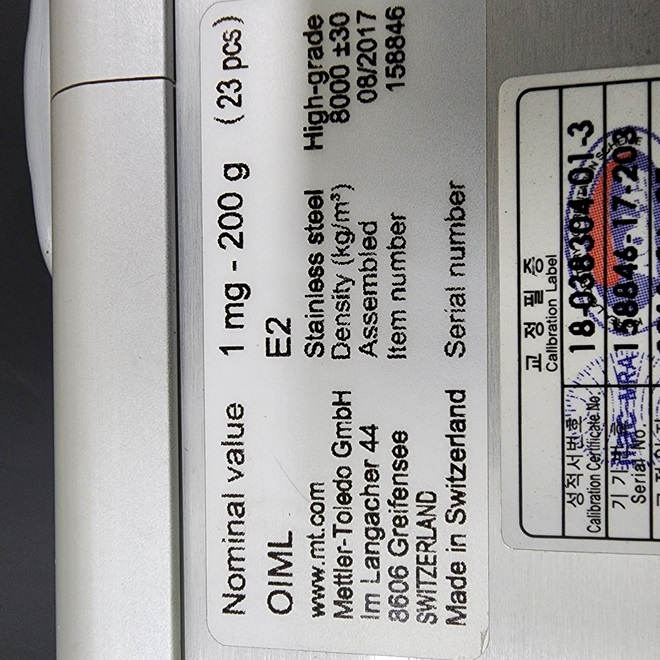 Nominal value 1 mg - 200 g (23 pcs)
OIML E2
www.mt.com Stainless steel High-grade
Mettler-Toledo GmbH Density (kg/m³) 8000 ±30
Im Langacher 44 Assembled 08/2017
8606 Greifensee Item number 158846
SWITZERLAND
Made in Switzerland Serial number
교 정 필 증
Calibration Label
성적서번호 18-038394-01-3
Calibration Certificate No.
기 기 번 호 158846-17-203
Serial No.